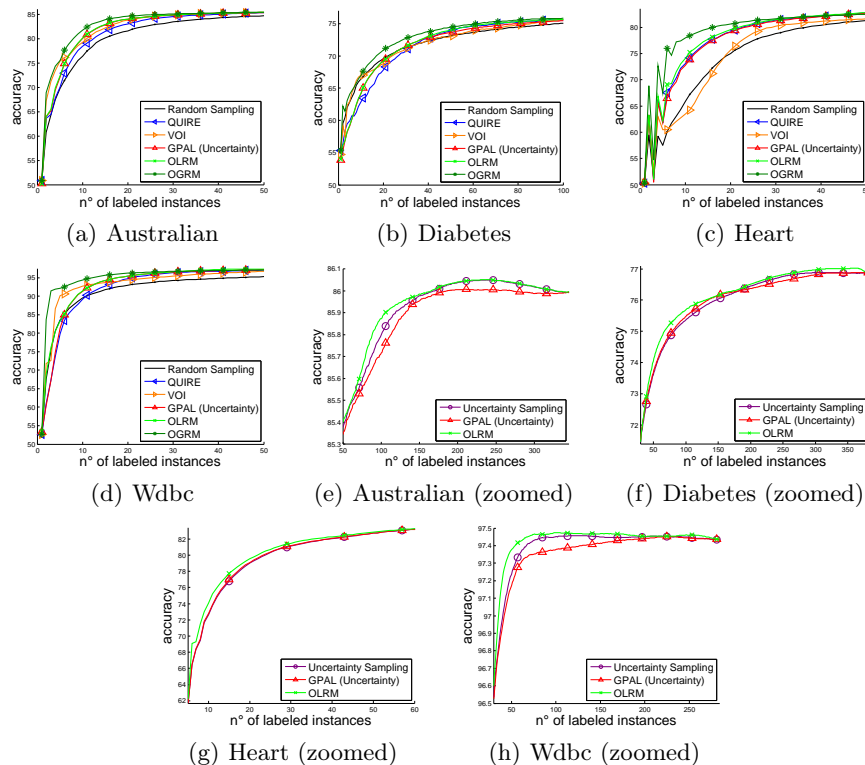 85
80
75
70
65
60
55
50
0
10
20
30
40
50
accuracy
n° of labeled instances
Random Sampling
QUIRE
VOI
GPAL (Uncertainty)
OLRM
OGRM
(a) Australian
75
70
65
60
55
50
0
20
40
60
80
100
accuracy
n° of labeled instances
Random Sampling
QUIRE
VOI
GPAL (Uncertainty)
OLRM
OGRM
(b) Diabetes
80
75
70
65
60
55
50
0
10
20
30
40
50
accuracy
n° of labeled instances
Random Sampling
QUIRE
VOI
GPAL (Uncertainty)
OLRM
OGRM
(c) Heart
95
90
85
80
75
70
65
60
55
50
0
10
20
30
40
50
accuracy
n° of labeled instances
Random Sampling
QUIRE
VOI
GPAL (Uncertainty)
OLRM
OGRM
(d) Wdbc
86.2
86.1
86
85.9
85.8
85.7
85.6
85.5
85.4
85.3
50
100
150
200
250
300
accuracy
n° of labeled instances
Uncertainty Sampling
GPAL (Uncertainty)
OLRM
(e) Australian (zoomed)
77
76
75
74
73
72
50
100
150
200
250
300
350
accuracy
n° of labeled instances
Uncertainty Sampling
GPAL (Uncertainty)
OLRM
(f) Diabetes (zoomed)
82
80
78
76
74
72
70
68
66
64
62
10
20
30
40
50
60
accuracy
n° of labeled instances
Uncertainty Sampling
GPAL (Uncertainty)
OLRM
(g) Heart (zoomed)
97.5
97.4
97.3
97.2
97.1
97
96.9
96.8
96.7
96.6
96.5
50
100
150
200
250
accuracy
n° of labeled instances
Uncertainty Sampling
GPAL (Uncertainty)
OLRM
(h) Wdbc (zoomed)